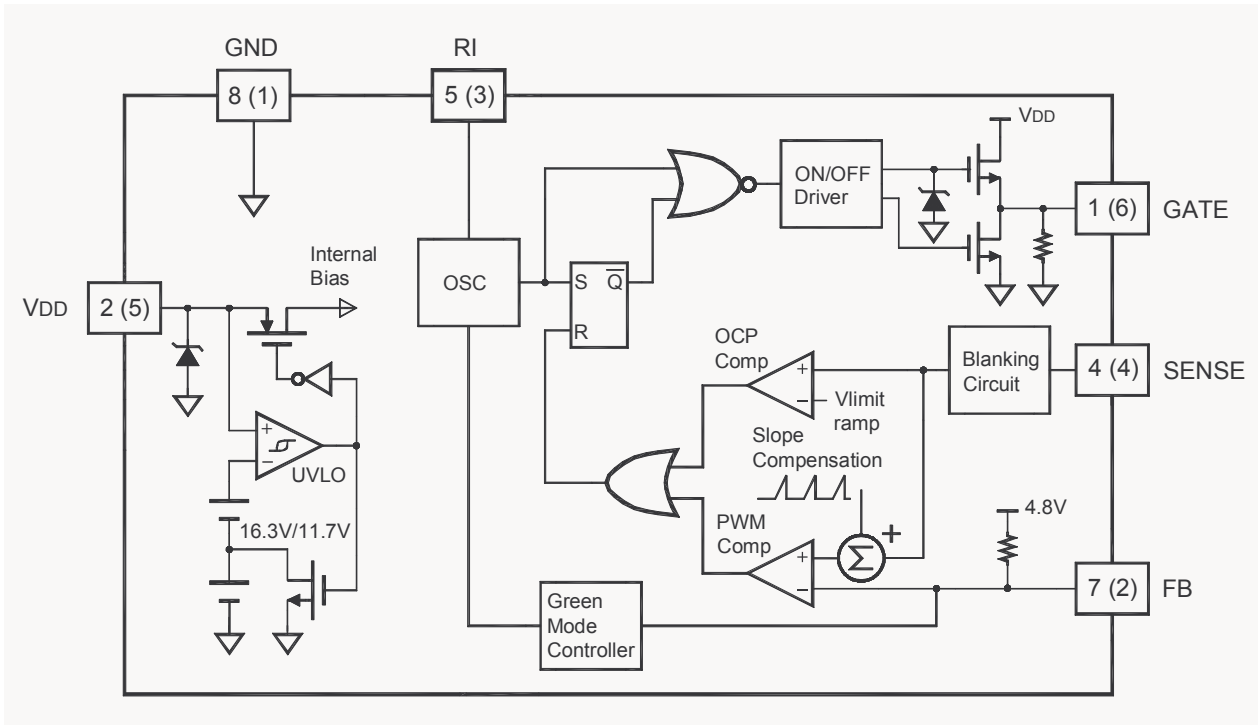 GND
RI
8 (1)
5 (3)
VDD
ON/OFF
Driver
1 (6)
GATE
Internal
Bias
OSC
S
Q̅
R
VDD
2 (5)
OCP
Comp
+
−
Vlimit
ramp
Blanking
Circuit
4 (4)
SENSE
Slope
Compensation
+
−
UVLO
16.3V/11.7V
PWM
Comp
+
−
Σ
+
4.8V
Green
Mode
Controller
7 (2)
FB